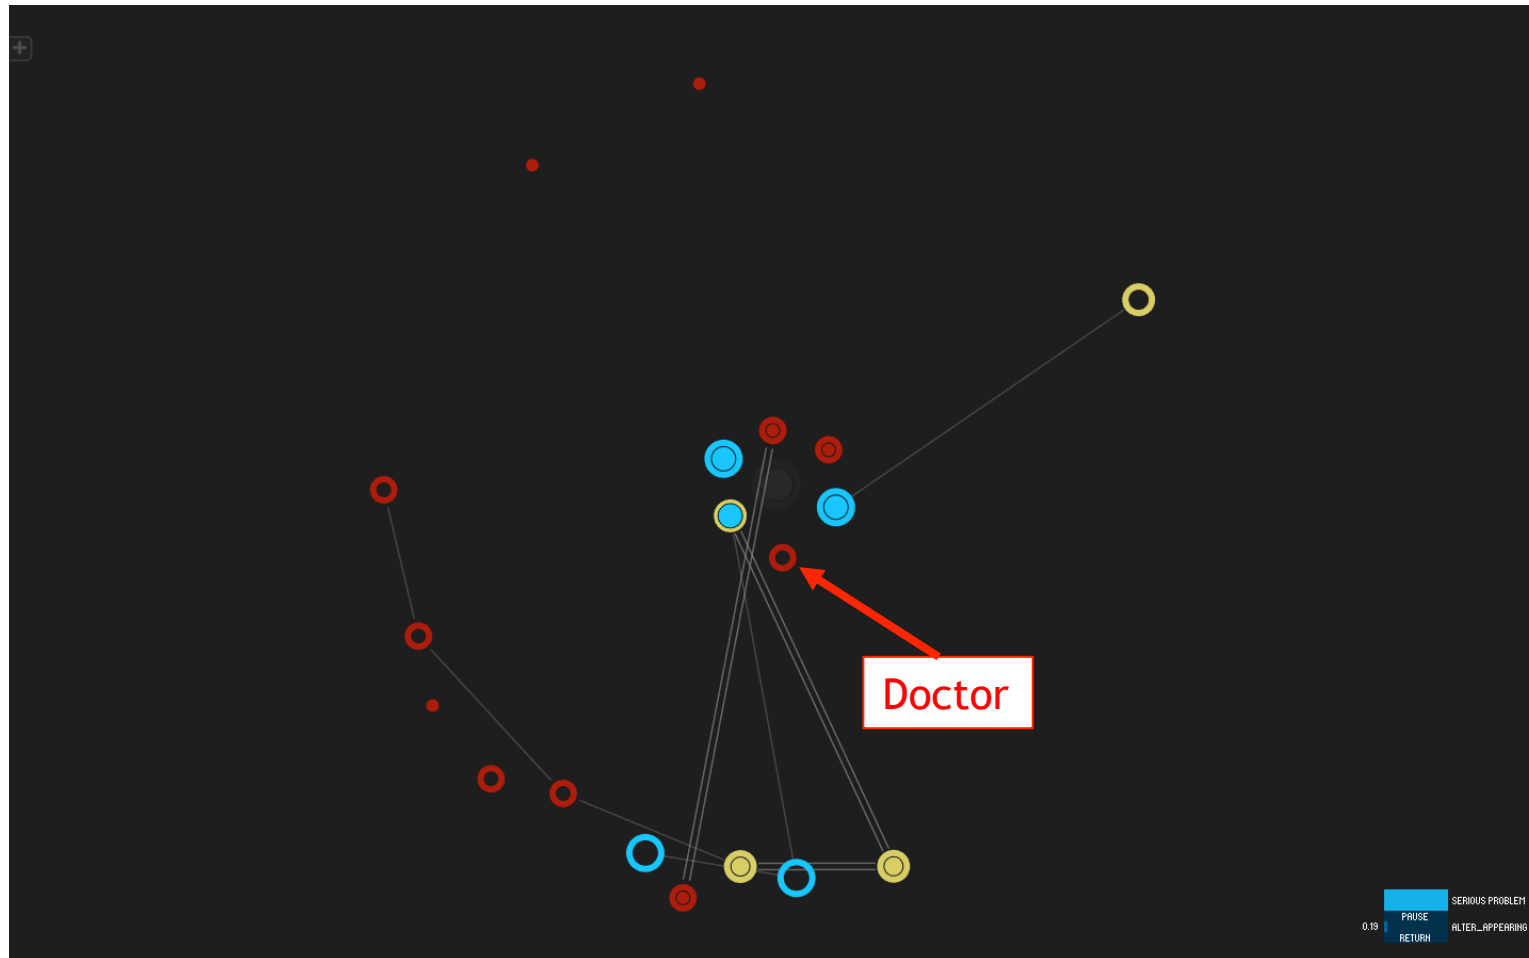 Doctor
SERIOUS PROBLEM
PAUSE
0.19 ALTER_APPEARING
RETURN